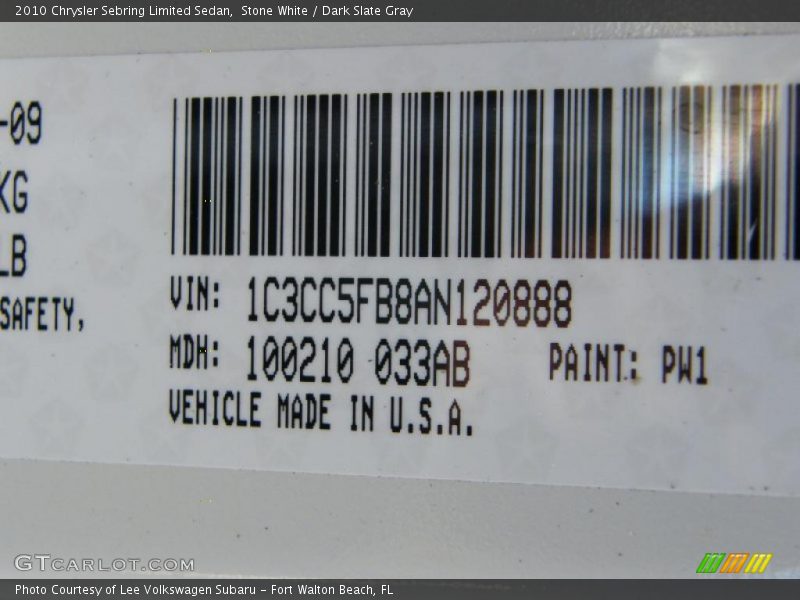 2010 Chrysler Sebring Limited Sedan,  Stone White / Dark Slate Gray
-09
KG
LB
SAFETY,
VIN: 1C3CC5FB8AN120888
MDH: 100210 033AB PAINT: PW1
VEHICLE MADE IN U.S.A.
GTCARLOT.COM
Photo Courtesy of Lee Volkswagen Subaru - Fort Walton Beach, FL